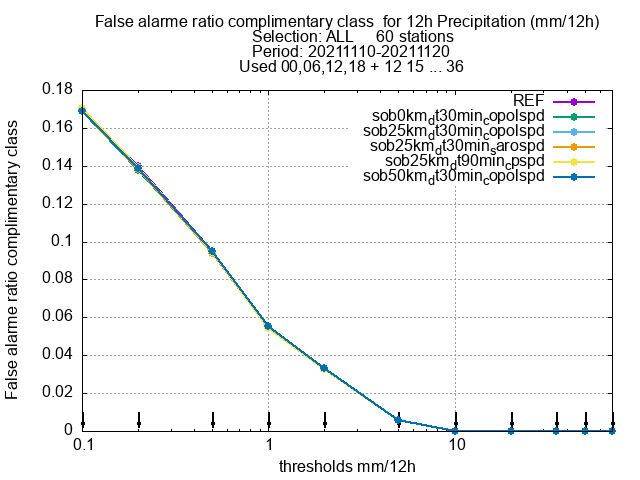 False alarme ratio complimentary class  for 12h Precipitation (mm/12h)
Selection: ALL     60 stations
Period: 20211110-20211120
Used 00,06,12,18 + 12 15 ... 36
False alarme ratio complimentary class
0.18
0.16
0.14
0.12
0.1
0.08
0.06
0.04
0.02
0
REF
sob0km_dt30min_copolspd
sob25km_dt30min_copolspd
sob25km_dt30min_sarospd
sob25km_dt90min_cpspd
sob50km_dt30min_copolspd
0.1 1 10
thresholds mm/12h